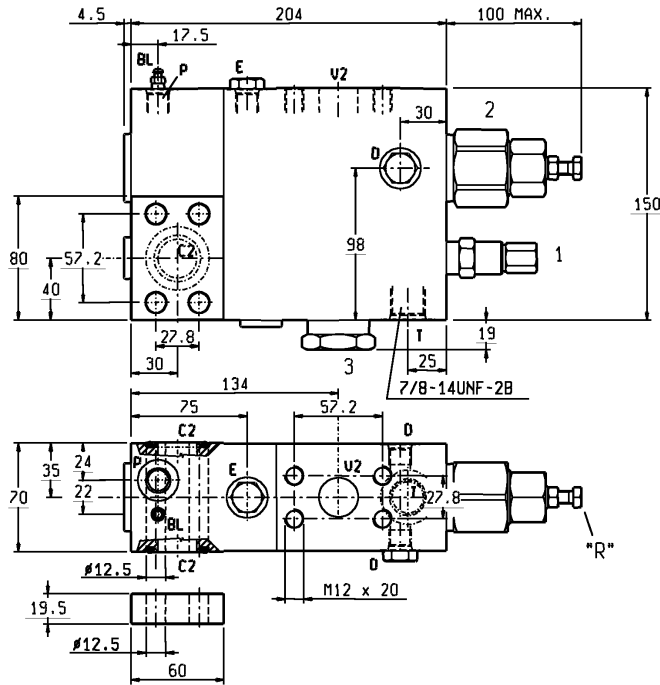 4.5
204
100 MAX.
17.5
BL
P
E
V2
30
2
D
150
98
80
57.2
40
C2
1
27.8
30
3
T
19
25
7/8-14UNF-2B
134
75
57.2
C2
D
35
24
P
E
V2
70
22
T
27.8
BL
"R"
ø12.5
C2
D
M12 x 20
19.5
ø12.5
60